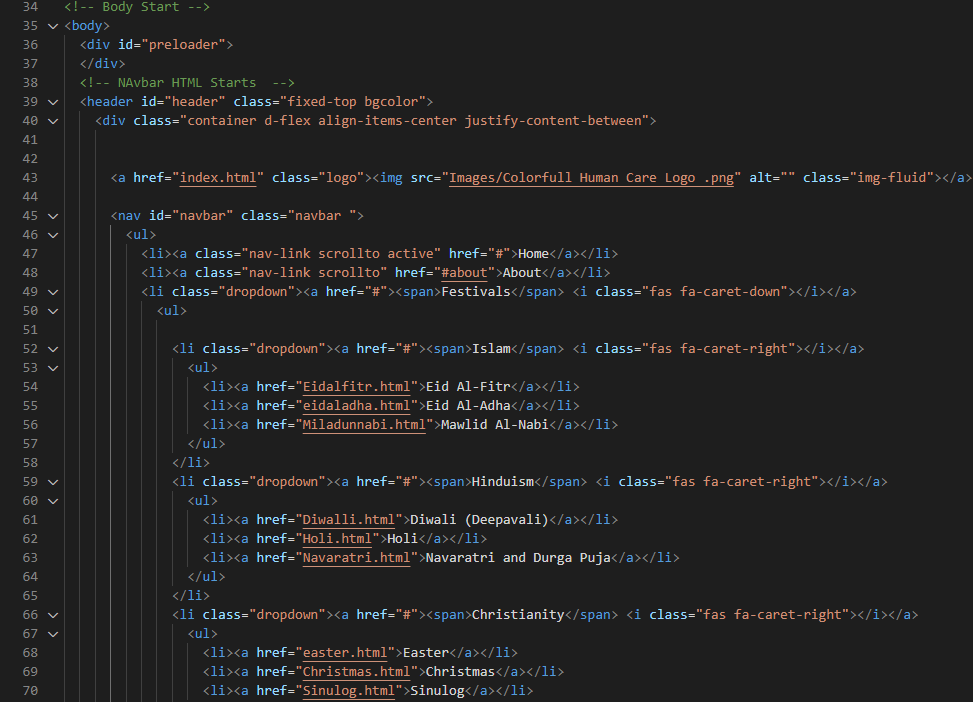 34 <!-- Body Start -->
35 <body>
36 <div id="preloader">
37 </div>
38 <!-- NAvbar HTML Starts  -->
39 <header id="header" class="fixed-top bgcolor">
40 <div class="container d-flex align-items-center justify-content-between">
41
42
43 <a href="index.html" class="logo"><img src="Images/Colorfull Human Care Logo .png" alt="" class="img-fluid"></a>
44
45 <nav id="navbar" class="navbar ">
46 <ul>
47 <li><a class="nav-link scrollto active" href="#">Home</a></li>
48 <li><a class="nav-link scrollto" href="#about">About</a></li>
49 <li class="dropdown"><a href="#"><span>Festivals</span> <i class="fas fa-caret-down"></i></a>
50 <ul>
51
52 <li class="dropdown"><a href="#"><span>Islam</span> <i class="fas fa-caret-right"></i></a>
53 <ul>
54 <li><a href="Eidalfitr.html">Eid Al-Fitr</a></li>
55 <li><a href="eidaladha.html">Eid Al-Adha</a></li>
56 <li><a href="Miladunnabi.html">Mawlid Al-Nabi</a></li>
57 </ul>
58 </li>
59 <li class="dropdown"><a href="#"><span>Hinduism</span> <i class="fas fa-caret-right"></i></a>
60 <ul>
61 <li><a href="Diwalli.html">Diwali (Deepavali)</a></li>
62 <li><a href="Holi.html">Holi</a></li>
63 <li><a href="Navaratri.html">Navaratri and Durga Puja</a></li>
64 </ul>
65 </li>
66 <li class="dropdown"><a href="#"><span>Christianity</span> <i class="fas fa-caret-right"></i></a>
67 <ul>
68 <li><a href="easter.html">Easter</a></li>
69 <li><a href="Christmas.html">Christmas</a></li>
70 <li><a href="Sinulog.html">Sinulog</a></li>